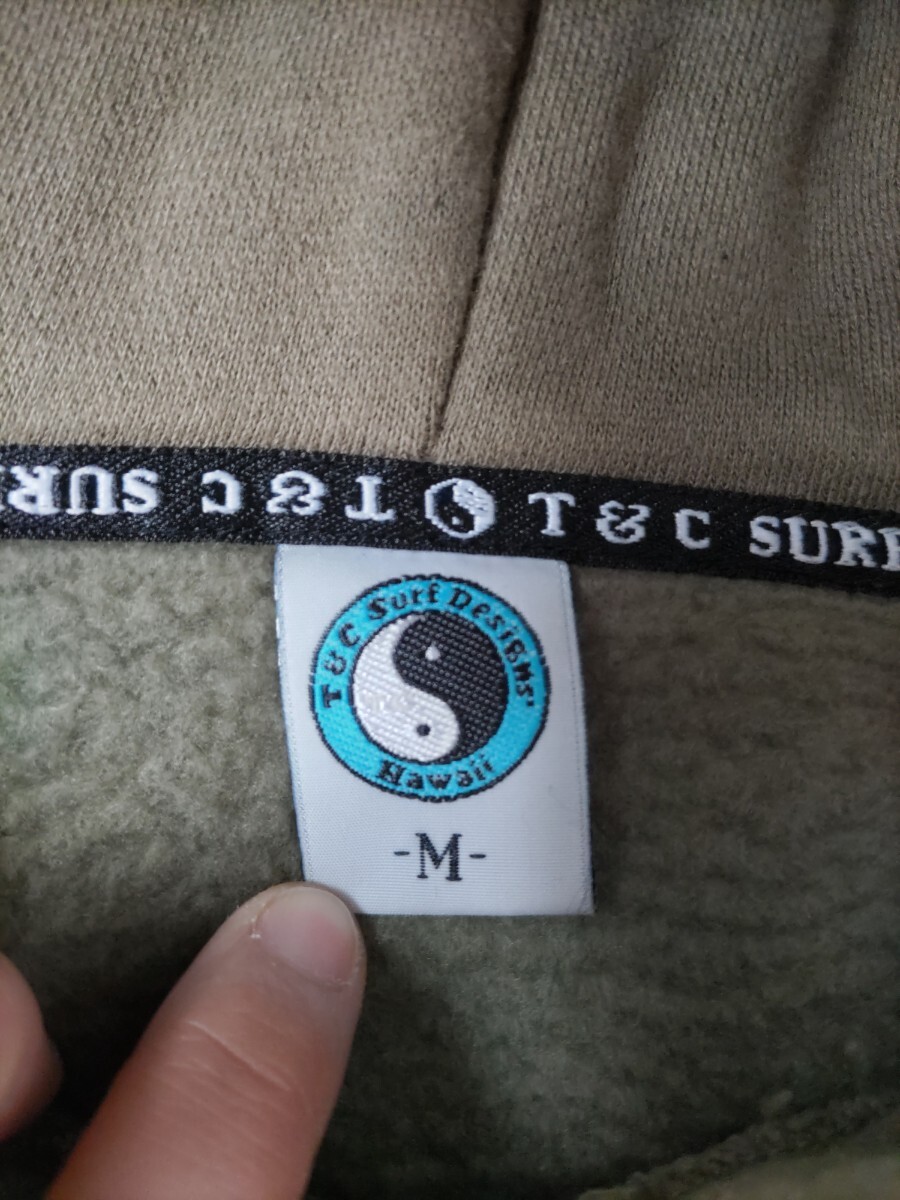 SURF C & T T & C SURF
T & C Surf Designs'
Hawaii
-M-